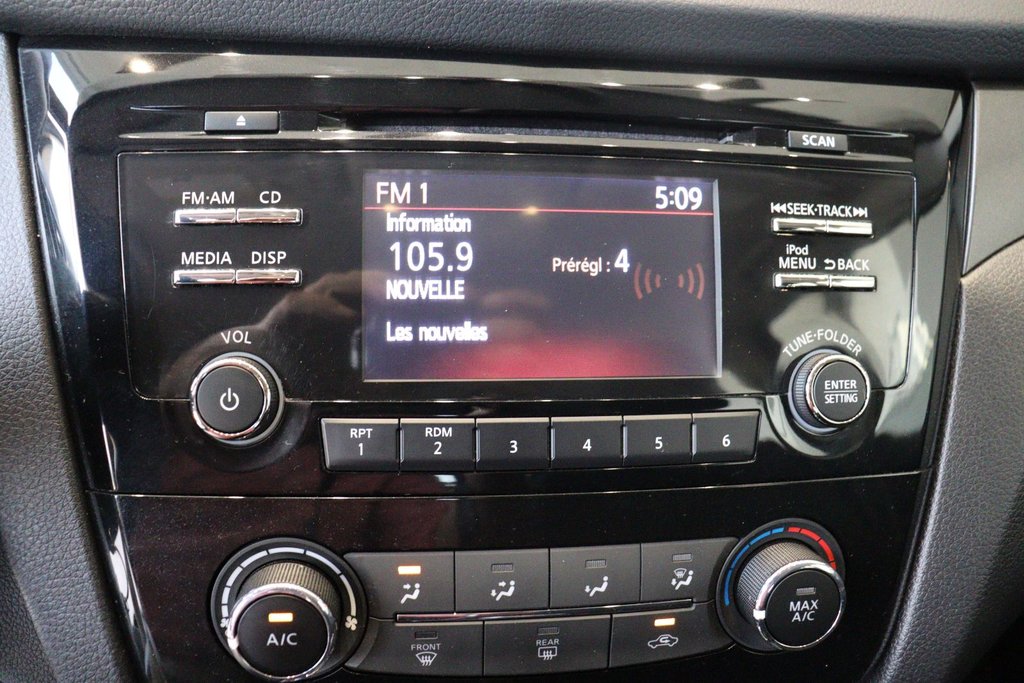 SCAN
FM·AM CD
MEDIA DISP
VOL
FM 1 5:09
Information
105.9
Prérégl : 4
NOUVELLE
Les nouvelles
SEEK·TRACK
iPod
MENU BACK
TUNE·FOLDER
ENTER
SETTING
RPT RDM
1 2 3 4 5 6
A/C
FRONT
REAR
MAX
A/C